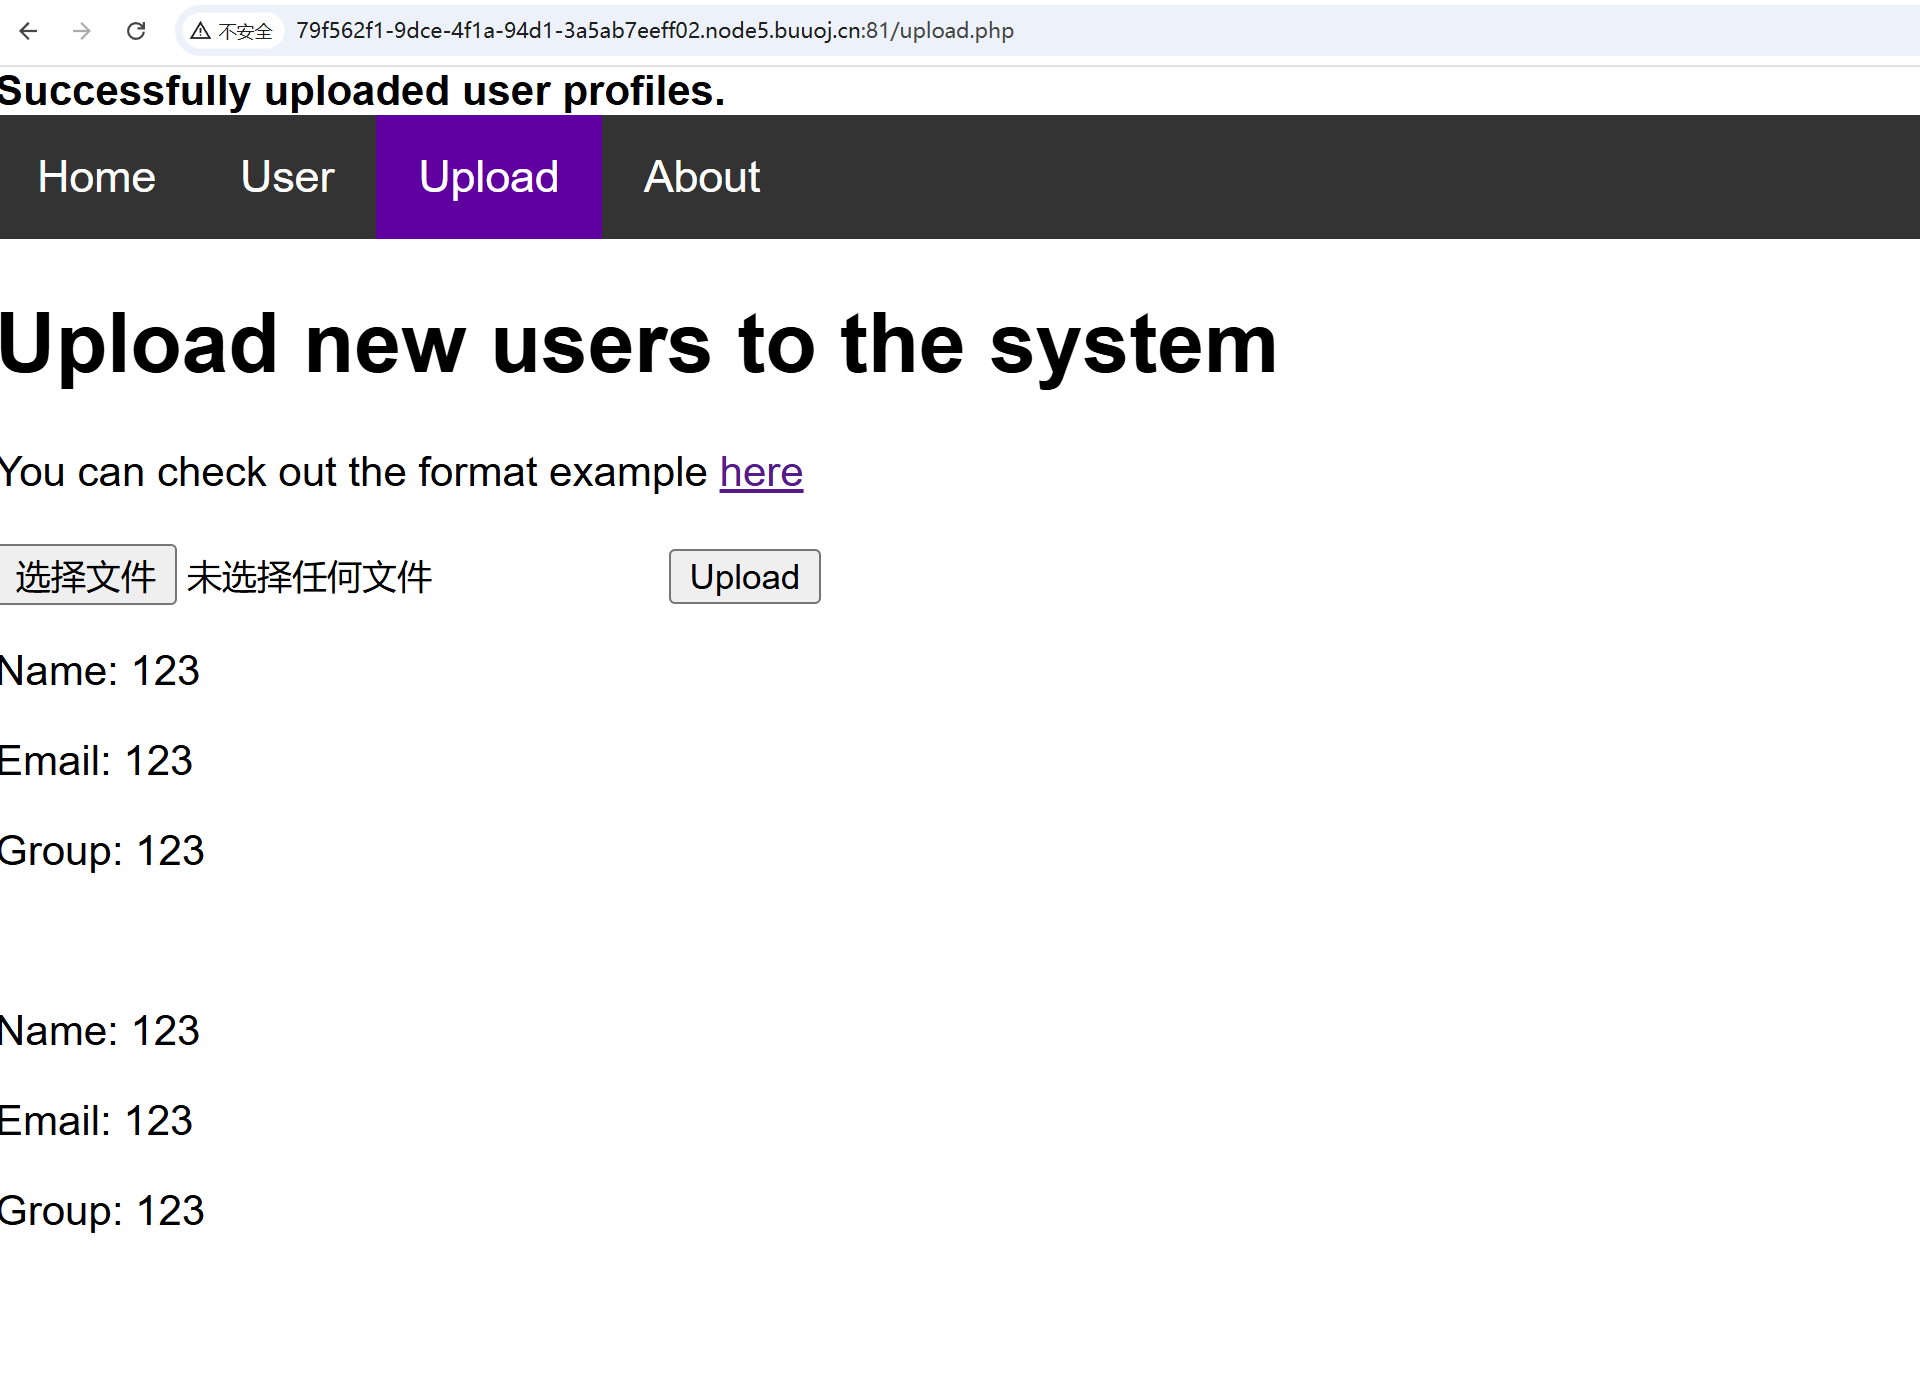 不安全 79f562f1-9dce-4f1a-94d1-3a5ab7eeff02.node5.buuoj.cn:81/upload.php
Successfully uploaded user profiles.
Home User Upload About
Upload new users to the system
You can check out the format example here
选择文件 未选择任何文件 Upload
Name: 123
Email: 123
Group: 123
Name: 123
Email: 123
Group: 123